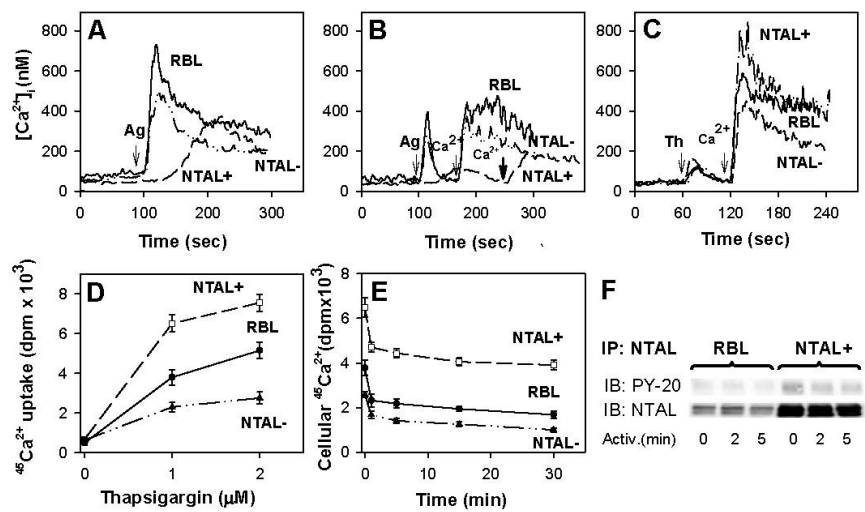 A
800
600
400
200
0
[Ca²⁺]ᵢ(nM)
RBL
Ag
NTAL-
NTAL+
0 100 200 300
Time (sec)
B
800
600
400
200
0
RBL
Ag
Ca²⁺
Ca²⁺
NTAL-
NTAL+
0 100 200 300
Time (sec)
C
800
600
400
200
0
NTAL+
Th
Ca²⁺
RBL
NTAL-
0 60 120 180 240
Time (sec)
D
8
6
4
2
0
⁴⁵Ca²⁺ uptake (dpm x 10³)
NTAL+
RBL
NTAL-
0 1 2
Thapsigargin (µM)
E
8
6
4
2
0
Cellular ⁴⁵Ca²⁺(dpmx10³)
NTAL+
RBL
NTAL-
0 10 20 30
Time (min)
F
IP: NTAL RBL NTAL+
IB: PY-20
IB: NTAL
Activ.(min) 0 2 5 0 2 5